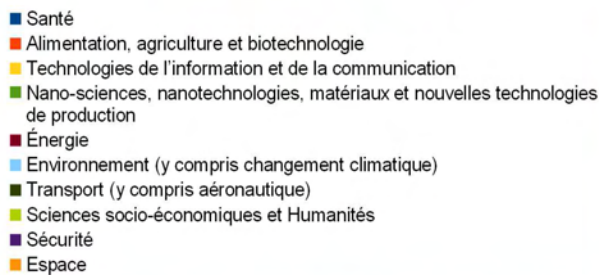 Santé
Alimentation, agriculture et biotechnologie
Technologies de l'information et de la communication
Nano-sciences, nanotechnologies, matériaux et nouvelles technologies
de production
Énergie
Environnement (y compris changement climatique)
Transport (y compris aéronautique)
Sciences socio-économiques et Humanités
Sécurité
Espace